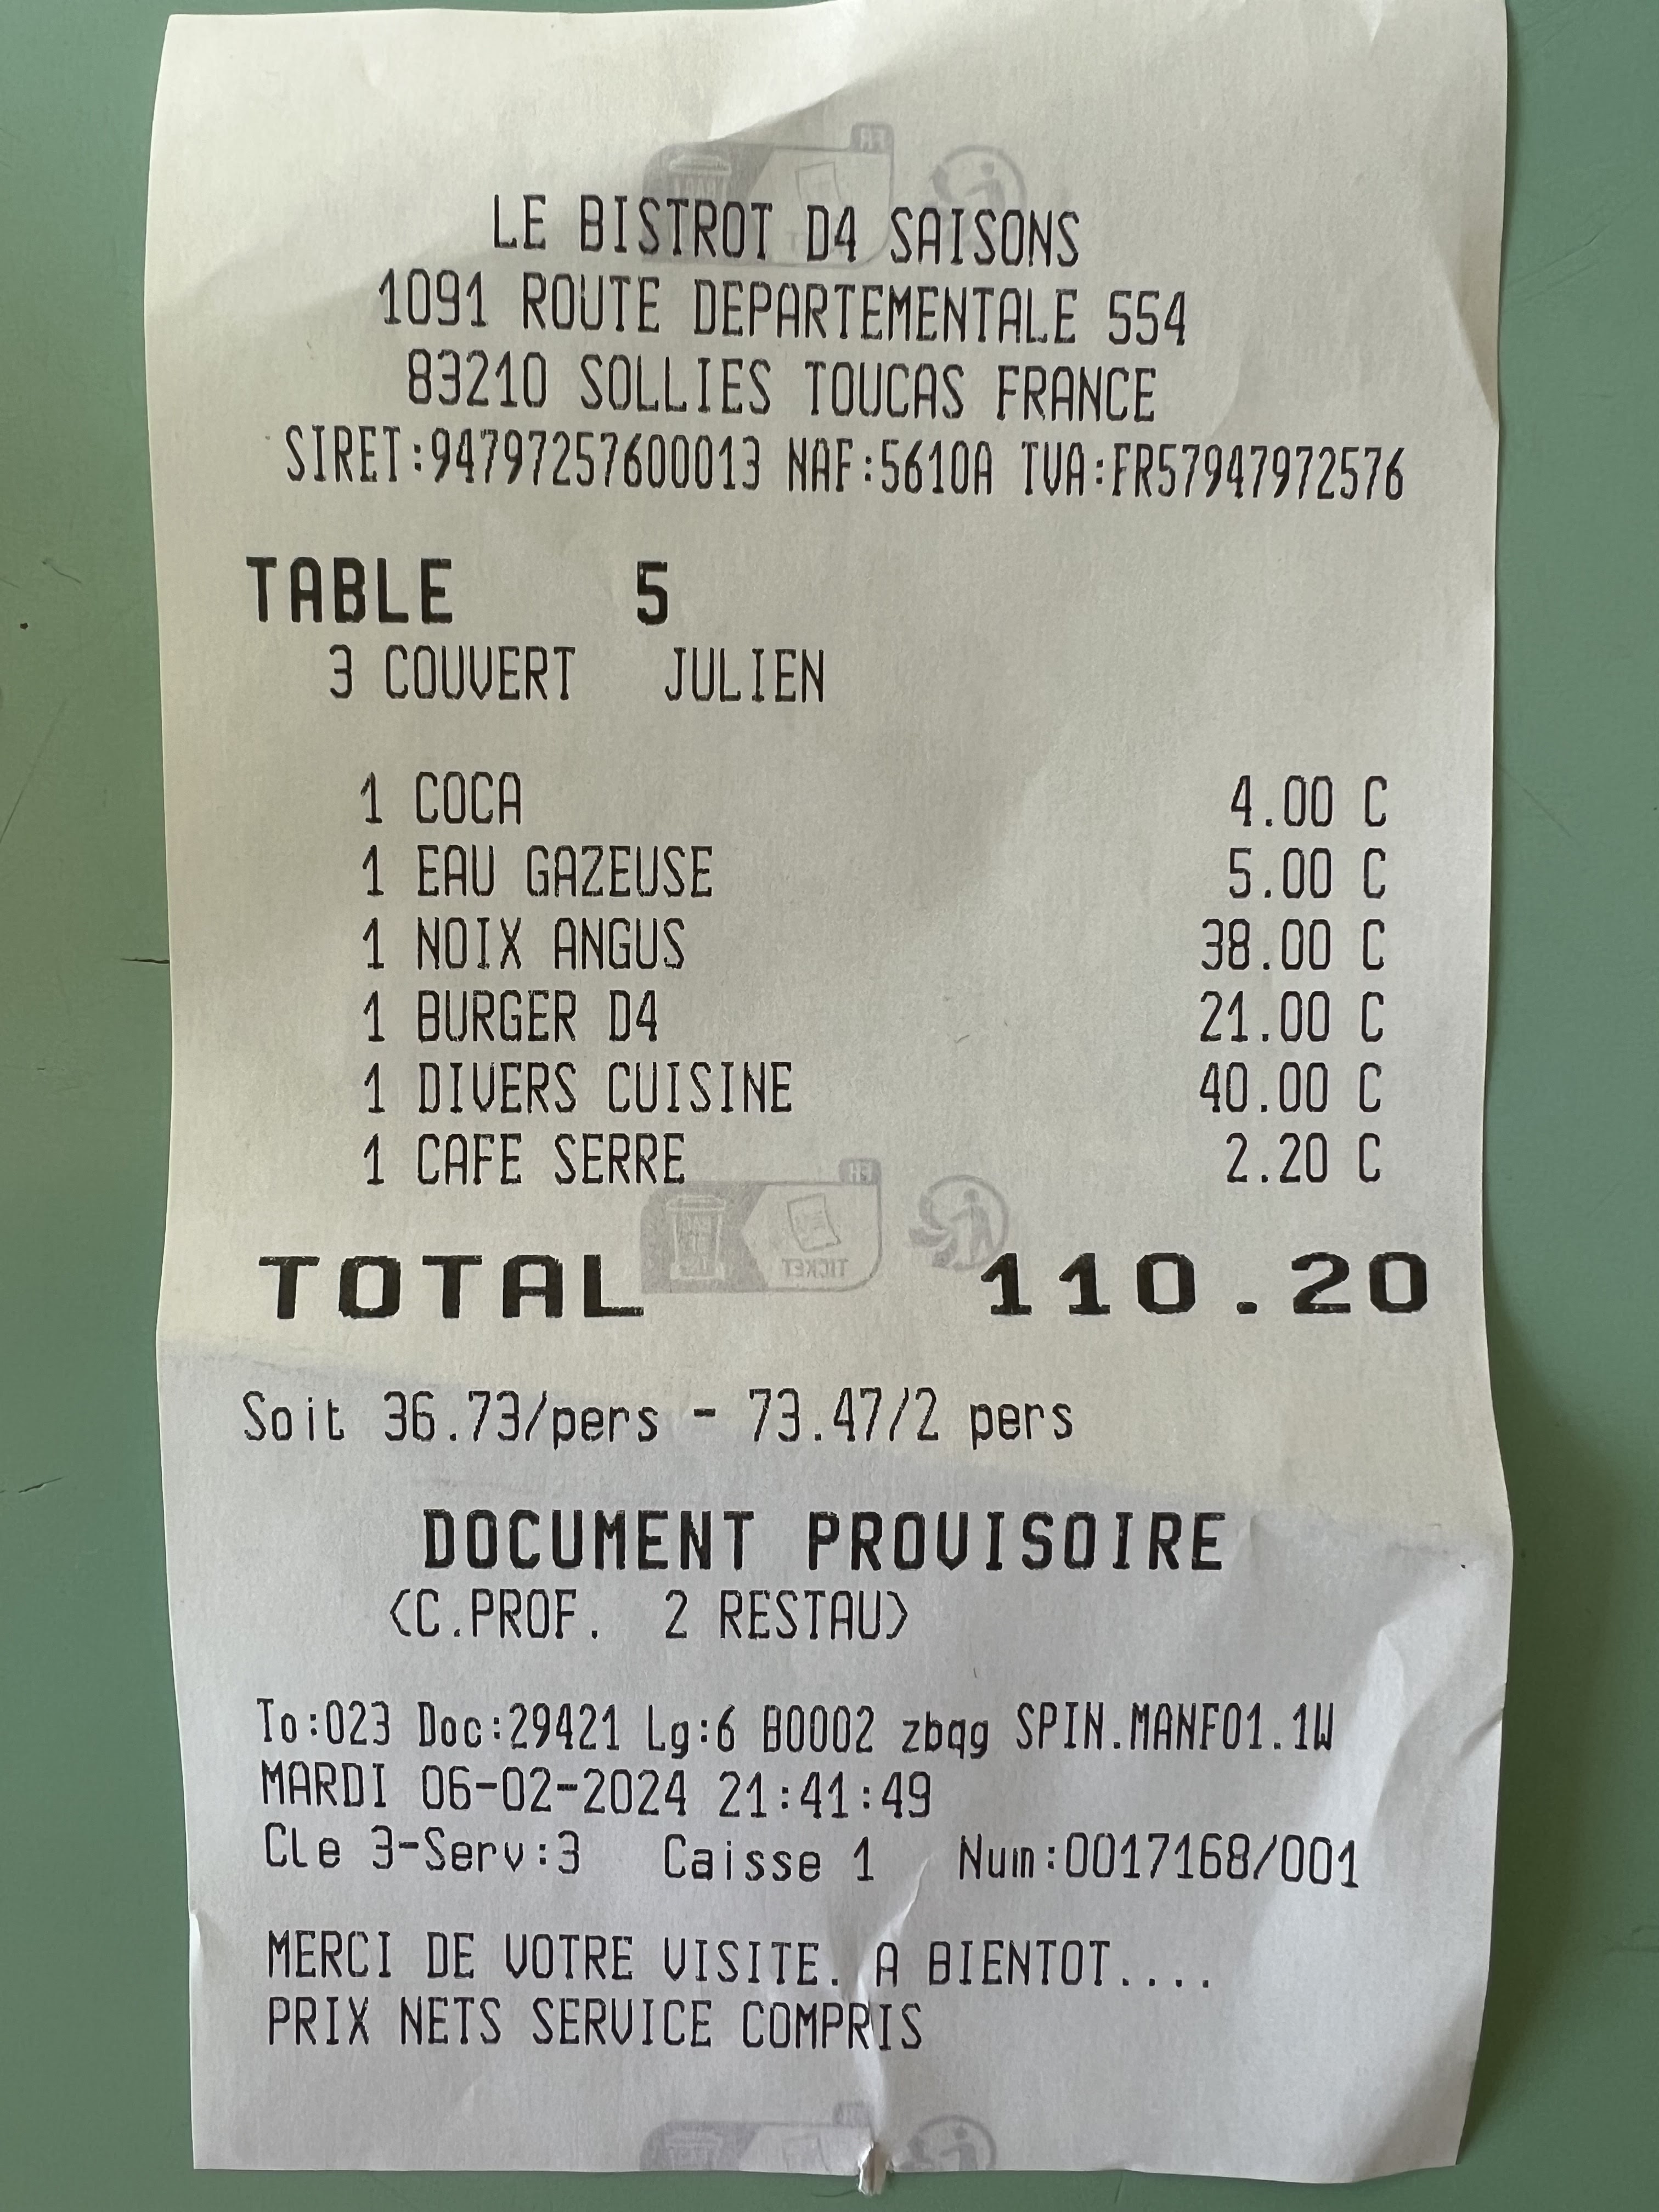 LE BISTROT D4 SAISONS
1091 ROUTE DEPARTEMENTALE 554
83210 SOLLIES TOUCAS FRANCE
SIRET:94797257600013 NAF:5610A TVA:FR57947972576
TABLE 5
3 COUVERT JULIEN
1 COCA 4.00 C
1 EAU GAZEUSE 5.00 C
1 NOIX ANGUS 38.00 C
1 BURGER D4 21.00 C
1 DIVERS CUISINE 40.00 C
1 CAFE SERRE 2.20 C
TICKET
TOTAL 110.20
Soit 36.73/pers - 73.47/2 pers
DOCUMENT PROVISOIRE
<C.PROF. 2 RESTAU>
To:023 Doc:29421 Lg:6 B0002 zbqg SPIN.MANF01.1W
MARDI 06-02-2024 21:41:49
Cle 3-Serv:3 Caisse 1 Num:0017168/001
MERCI DE VOTRE VISITE. A BIENTOT....
PRIX NETS SERVICE COMPRIS